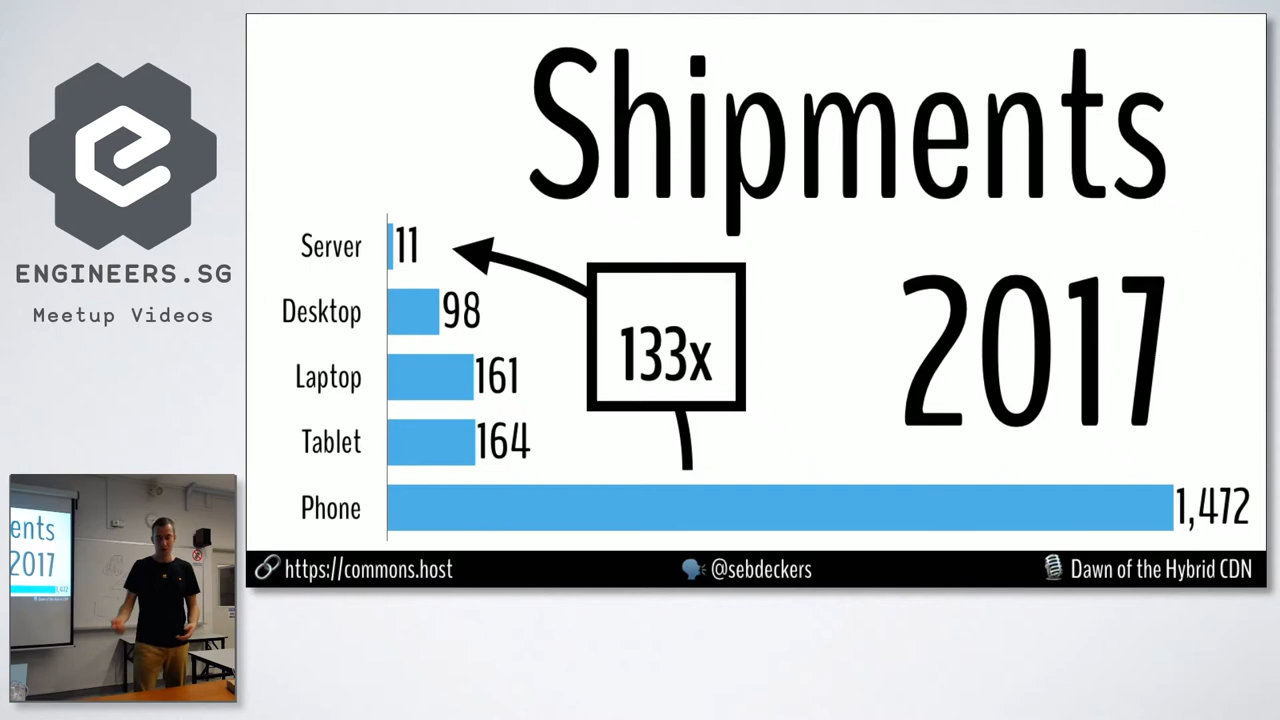 ENGINEERS.SG
Meetup Videos
Shipments
2017
Server 11
Desktop 98
Laptop 161
Tablet 164
Phone 1,472
133x
https://commons.host
@sebdeckers
Dawn of the Hybrid CDN
ents
2017